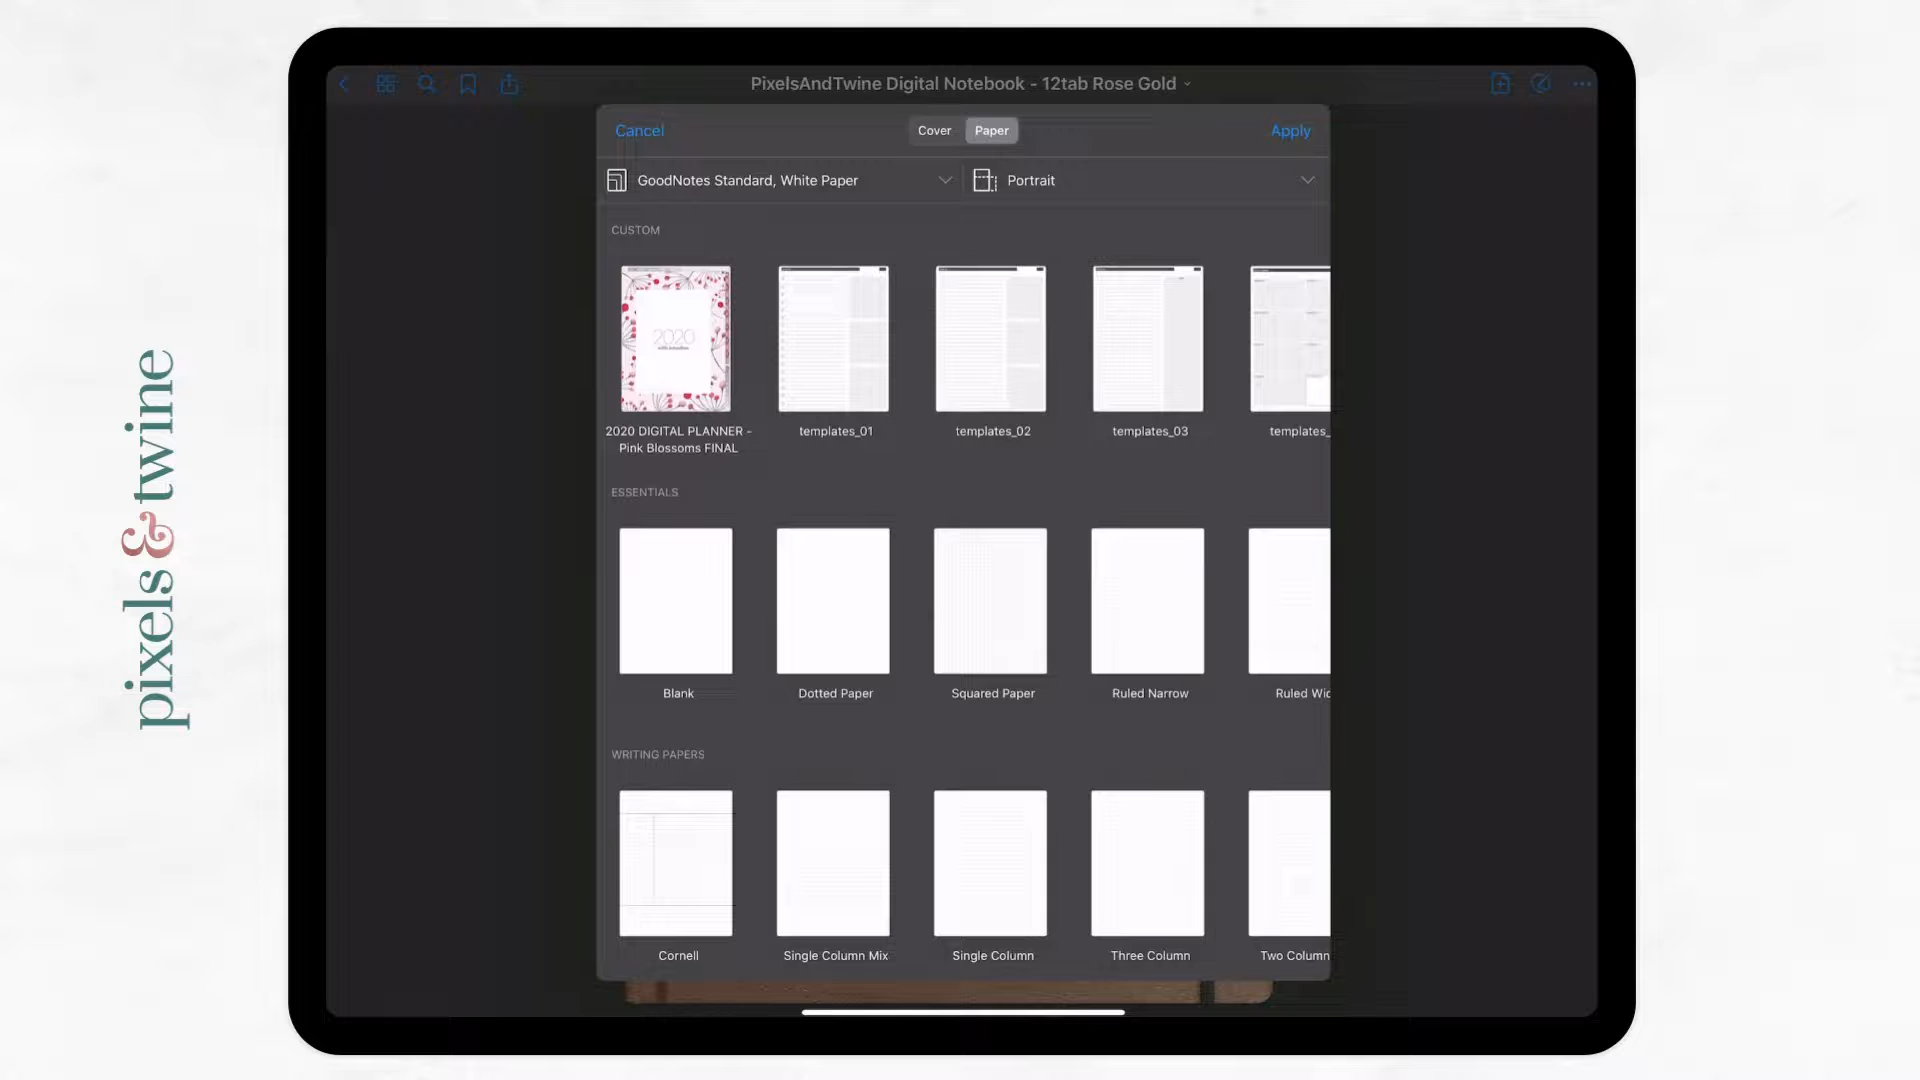 PixelsAndTwine Digital Notebook - 12tab Rose Gold
Cancel
Cover
Paper
Apply
GoodNotes Standard, White Paper
Portrait
CUSTOM
2020
2020 DIGITAL PLANNER -
Pink Blossoms FINAL
templates_01
templates_02
templates_03
templates_
ESSENTIALS
Blank
Dotted Paper
Squared Paper
Ruled Narrow
Ruled Wid
WRITING PAPERS
Cornell
Single Column Mix
Single Column
Three Column
Two Column
pixels & twine